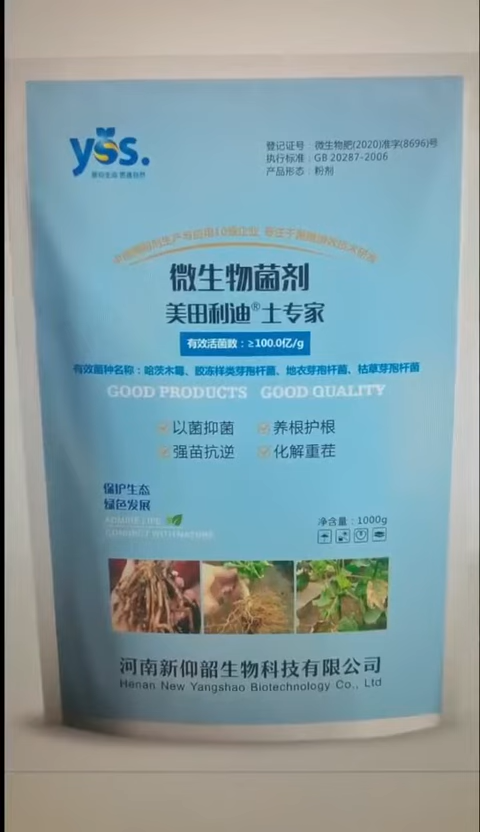 yss.
登记证号 微生物肥(2020)准字(8696)号
执行标准：GB 20287-2006
产品形态：粉剂
微生物菌剂
美田利迪®土专家
有效活菌数：≥100.0亿/g
有效菌种名称：哈茨木霉、胶冻样类芽孢杆菌、地衣芽孢杆菌、枯草芽孢杆菌
GOOD PRODUCTS GOOD QUALITY
以菌抑菌 养根护根
强苗抗逆 化解重茬
保护生态
绿色发展
ADMIRE LIFE
CONNECT WITH NATURE
净含量：1000g
河南新仰韶生物科技有限公司
Henan New Yangshao Biotechnology Co., Ltd